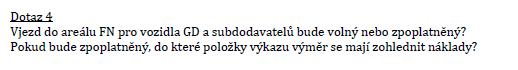 Dotaz 4
Vjezd do areálu FN pro vozidla GD a subdodavatelů bude volný nebo zpoplatněný?
Pokud bude zpoplatněný, do které položky výkazu výměr se mají zohlednit náklady?